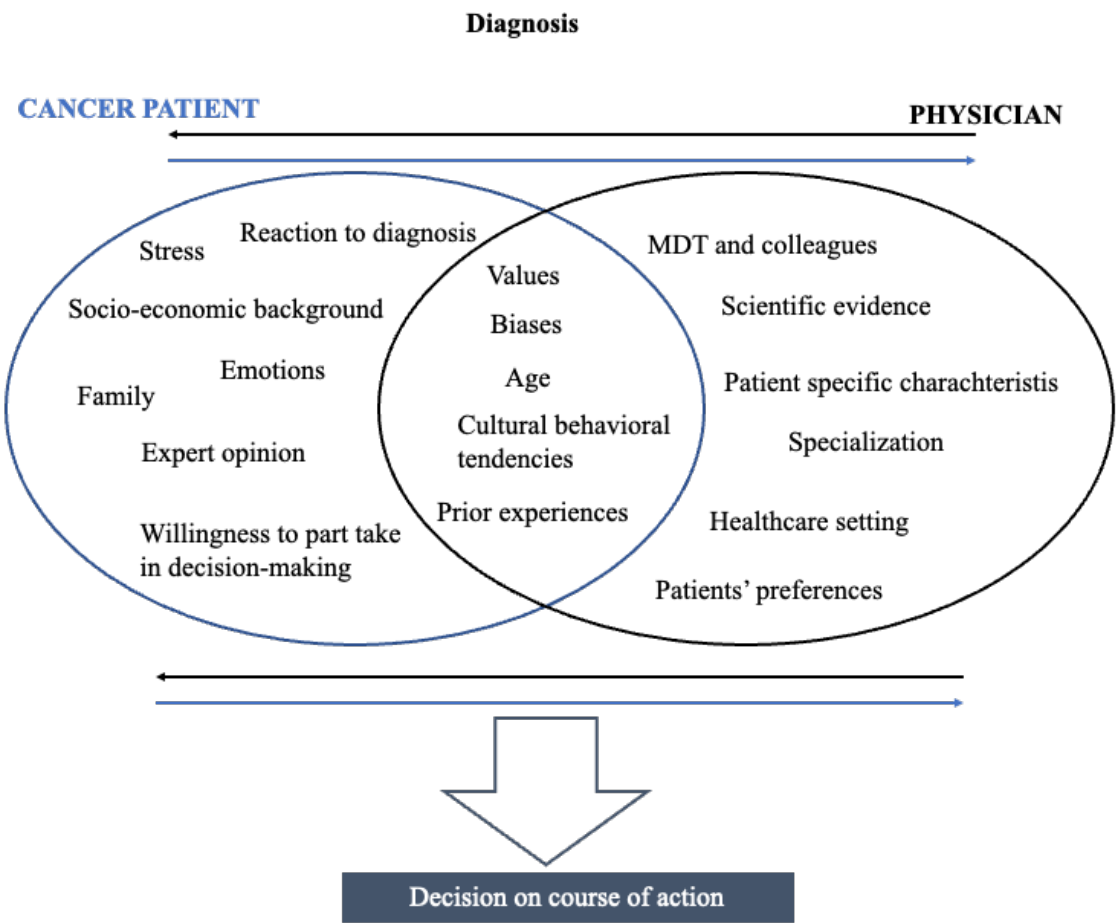 Diagnosis
CANCER PATIENT
PHYSICIAN
Reaction to diagnosis
Stress
Socio-economic background
Emotions
Family
Expert opinion
Willingness to part take
in decision-making
Values
Biases
Age
Cultural behavioral
tendencies
Prior experiences
MDT and colleagues
Scientific evidence
Patient specific charachteristis
Specialization
Healthcare setting
Patients’ preferences
Decision on course of action